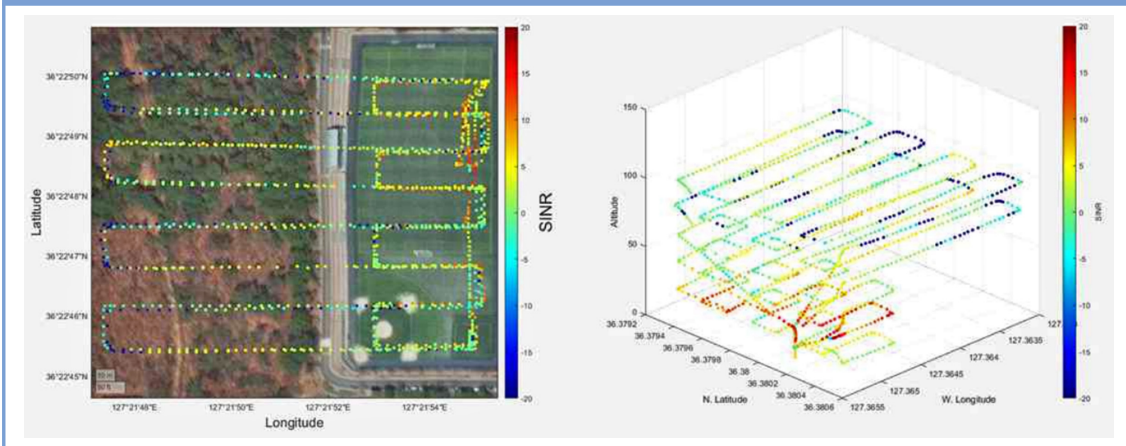 36°22'50"N
36°22'49"N
36°22'48"N
36°22'47"N
36°22'46"N
36°22'45"N
Latitude
127°21'48"E
127°21'50"E
127°21'52"E
127°21'54"E
Longitude
20
15
10
5
0
-5
-10
-15
-20
SINR
150
100
50
0
Altitude
36.3792
36.3794
36.3796
36.3798
36.38
36.3802
36.3804
36.3806
N. Latitude
127.3655
127.365
127.3645
127.364
127.3635
127.
W. Longitude
20
15
10
5
0
-5
-10
-15
-20
SINR